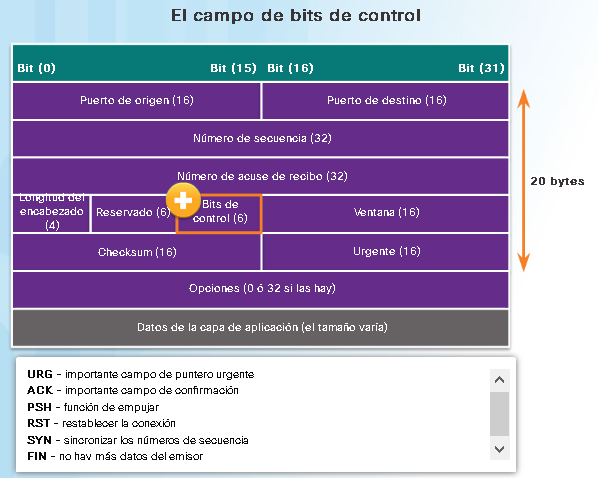 El campo de bits de control
Bit (0) Bit (15) Bit (16) Bit (31)
Puerto de origen (16) Puerto de destino (16)
Número de secuencia (32)
Número de acuse de recibo (32)
20 bytes
Longitud del
encabezado
(4)
Reservado (6)
Bits de
control (6)
Ventana (16)
Checksum (16) Urgente (16)
Opciones (0 ó 32 si las hay)
Datos de la capa de aplicación (el tamaño varía)
URG - importante campo de puntero urgente
ACK - importante campo de confirmación
PSH - función de empujar
RST - restablecer la conexión
SYN - sincronizar los números de secuencia
FIN - no hay más datos del emisor